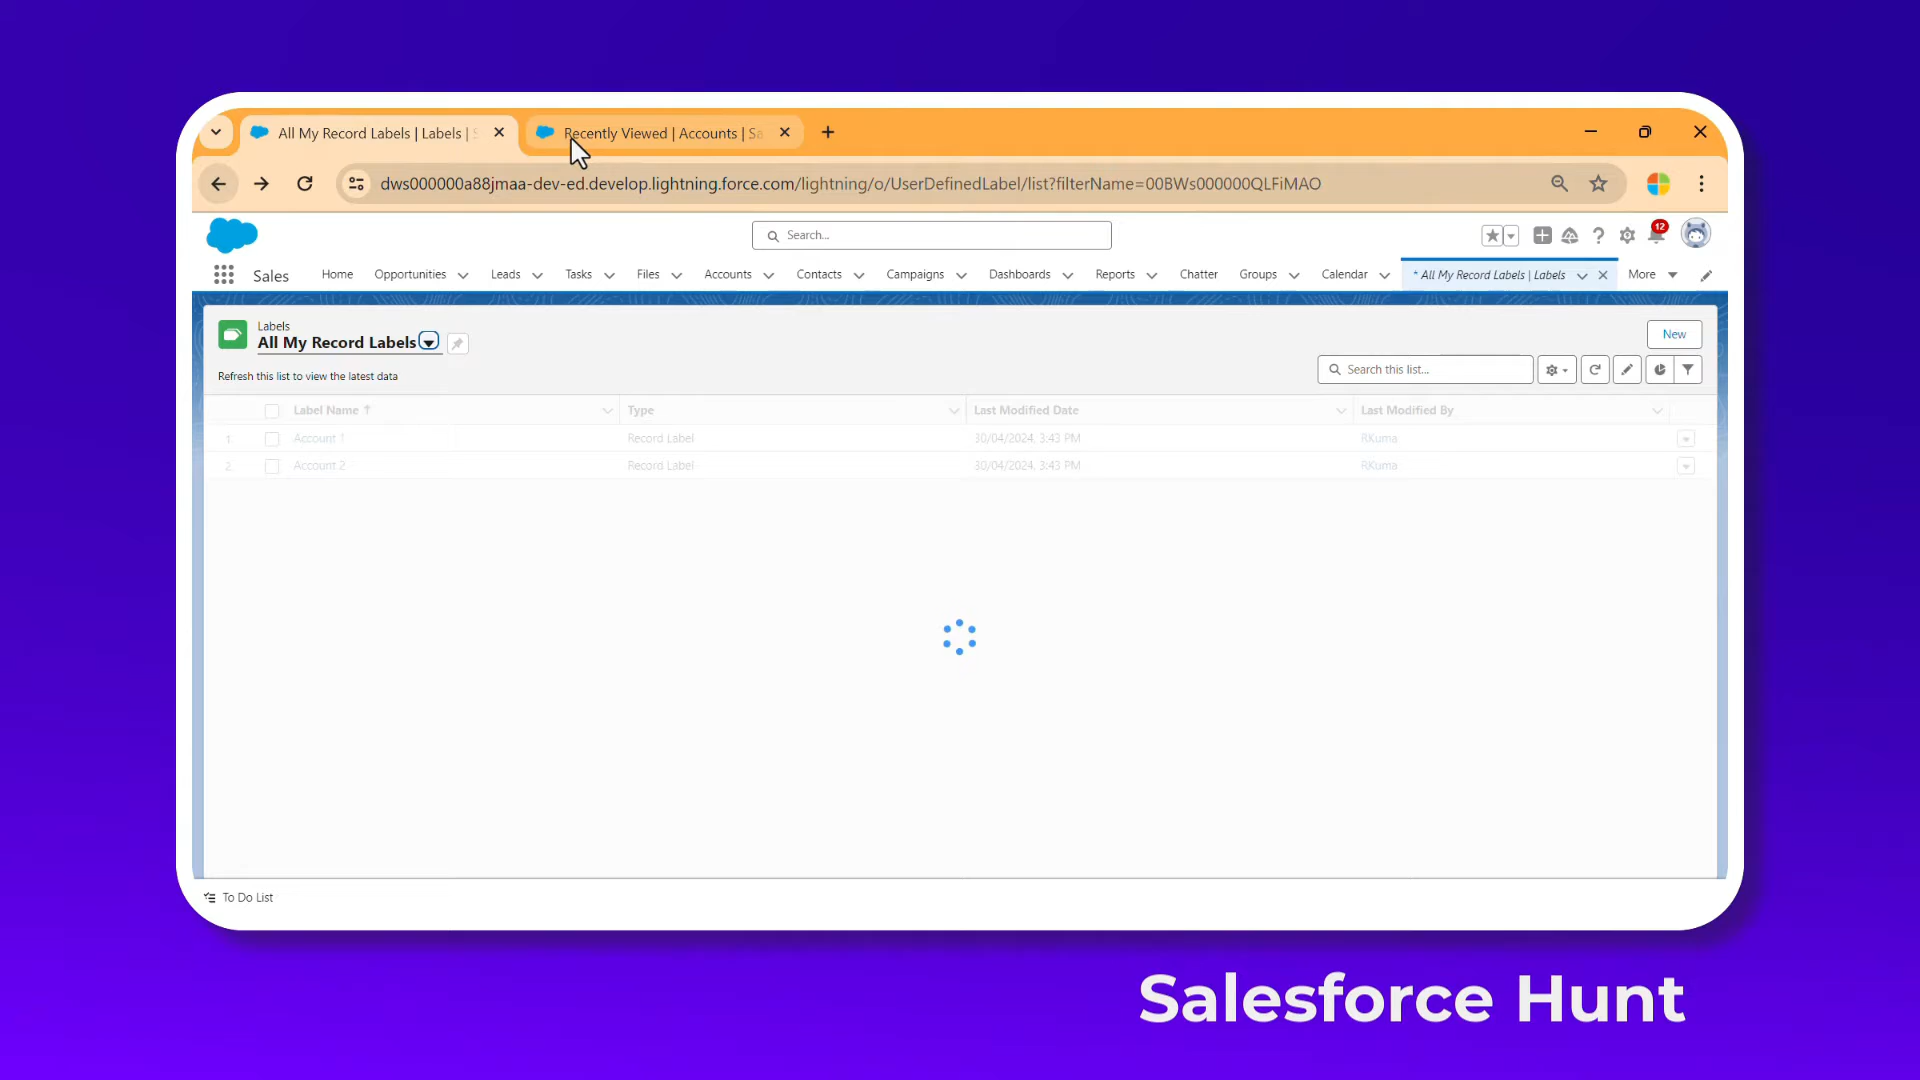 All My Record Labels | Labels | S
Recently Viewed | Accounts | Sa
dws000000a88jmaa-dev-ed.develop.lightning.force.com/lightning/o/UserDefinedLabel/list?filterName=00BWs000000QLFiMAO
Search...
12
Sales
Home
Opportunities
Leads
Tasks
Files
Accounts
Contacts
Campaigns
Dashboards
Reports
Chatter
Groups
Calendar
* All My Record Labels | Labels
More
Labels
All My Record Labels
New
Refresh this list to view the latest data
Search this list...
Label Name ↑
Type
Last Modified Date
Last Modified By
1. Account 1 Record Label 30/04/2024, 3:43 PM RKuma
2. Account 2 Record Label 30/04/2024, 3:43 PM RKuma
To Do List
Salesforce Hunt